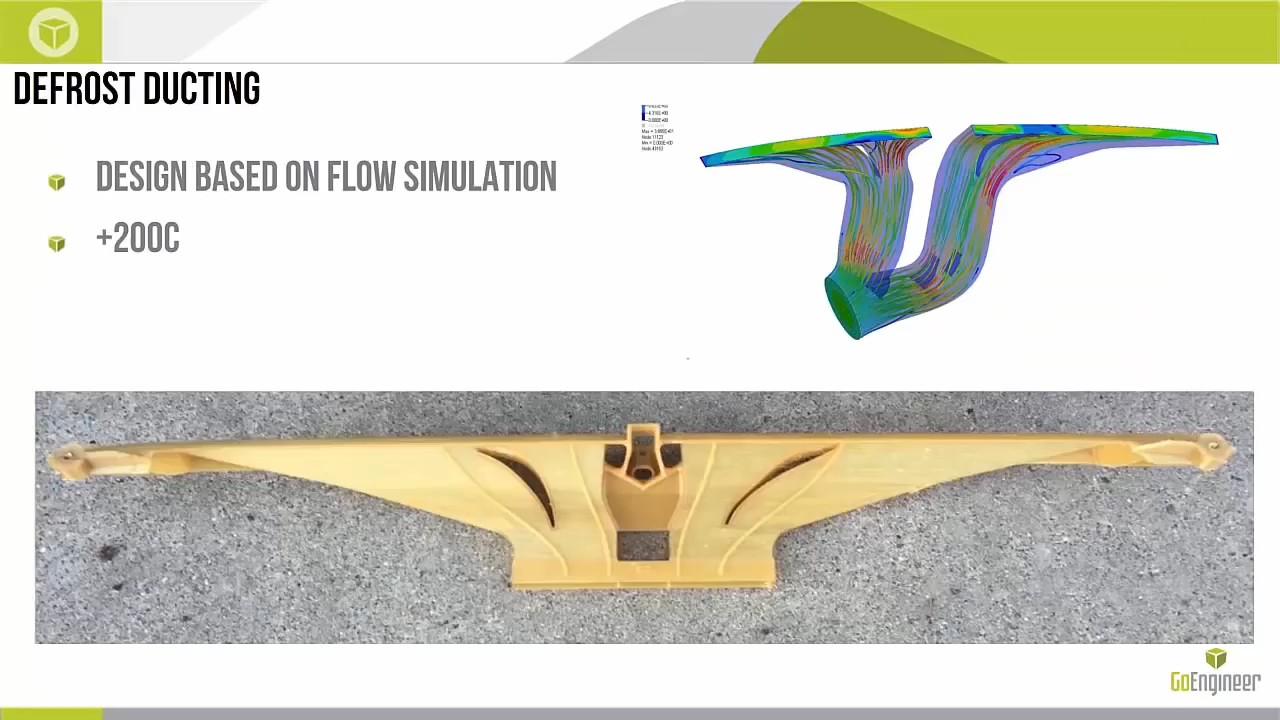 DEFROST DUCTING
DESIGN BASED ON FLOW SIMULATION
+200C
GoEngineer